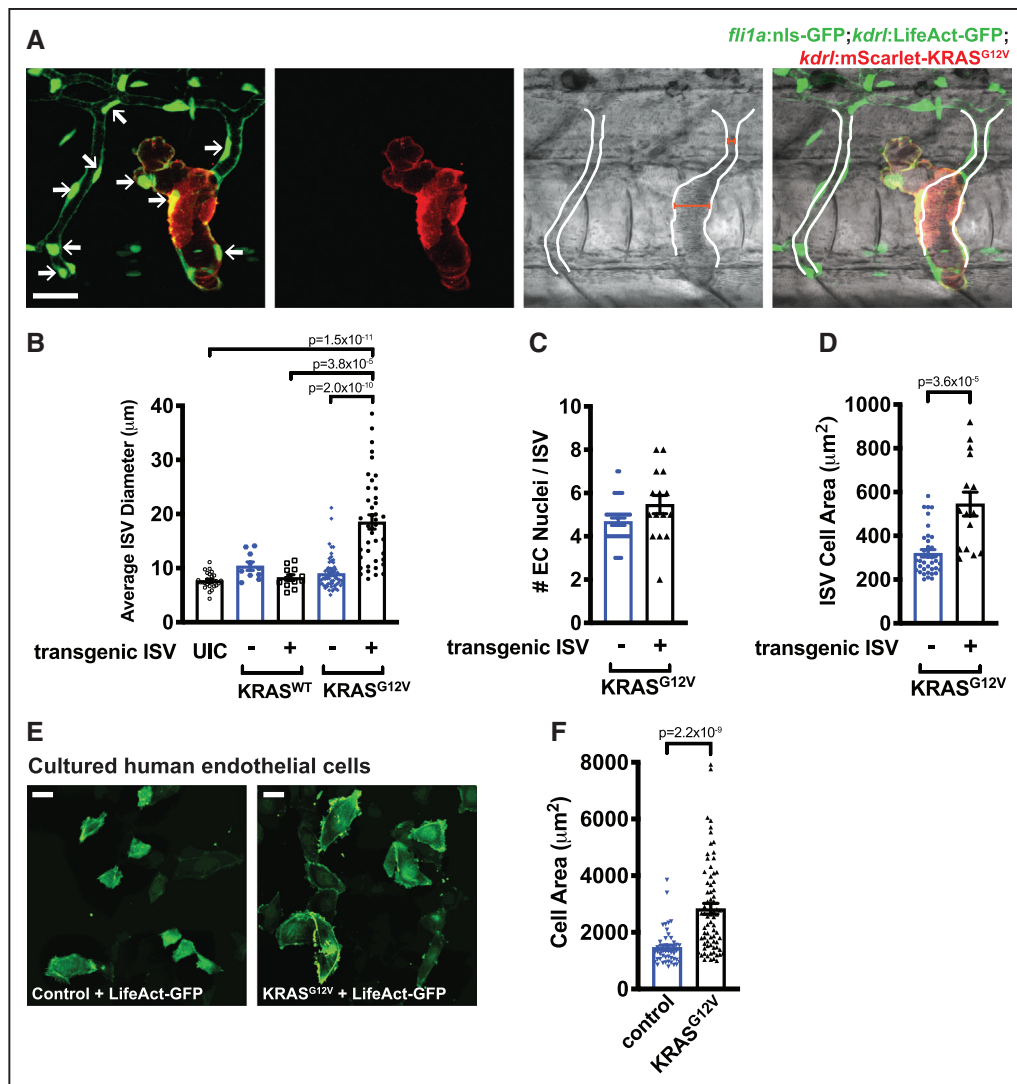 A
fli1a:nls-GFP;kdrl:LifeAct-GFP;
kdrl:mScarlet-KRASG12V
B
p=1.5x10-11
p=3.8x10-5
p=2.0x10-10
Average ISV Diameter (μm)
40
30
20
10
0
transgenic ISV UIC - + - +
KRASWT KRASG12V
C
# EC Nuclei / ISV
10
8
6
4
2
0
transgenic ISV - +
KRASG12V
D
p=3.6x10-5
ISV Cell Area (μm2)
1000
800
600
400
200
0
transgenic ISV - +
KRASG12V
E
Cultured human endothelial cells
Control + LifeAct-GFP
KRASG12V + LifeAct-GFP
F
p=2.2x10-9
Cell Area (μm2)
8000
6000
4000
2000
0
control
KRASG12V